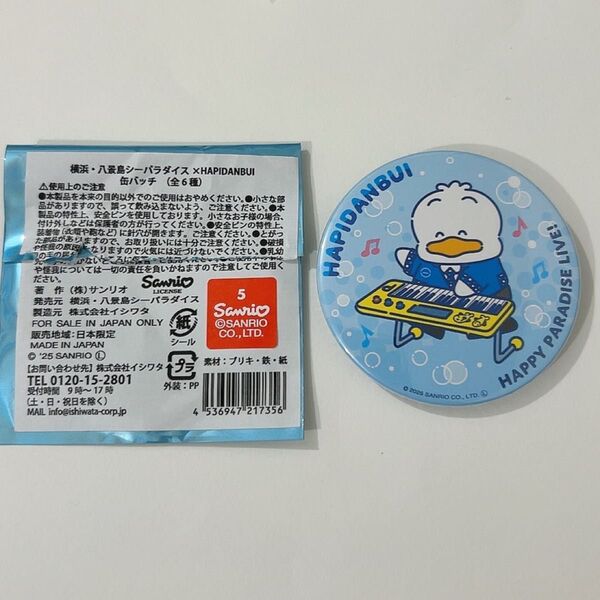 横浜・八景島シーパラダイス×HAPIDANBUI
缶バッチ (全6種)
⚠使用上のご注意
●本製品を本来の目的以外でのご使用はおやめください。●小さな部
品がありますので、誤って飲み込まないよう、ご注意ください。●本
製品の特性上、安全ピンを使用しております。小さなお子様の場合、
付け外しなどは保護者の方が行ってください。●安全ピンの特性上、
Sanrio
LICENSE
著 作 (株)サンリオ
発売元 横浜・八景島シーパラダイス
製造元 株式会社イシワタ
FOR SALE IN JAPAN ONLY
販売地域:日本限定
MADE IN JAPAN
© '25 SANRIO Ⓛ
【お問い合わせ先】株式会社イシワタ
TEL 0120-15-2801
受付時間 9時~17時
(土・日・祝日を除く)
MAIL info@ishiwata-corp.jp
紙
シール
プラ
外装:PP
5
Sanrio
©SANRIO
CO., LTD.
素材:ブリキ・鉄・紙
4 536947 217356
HAPIDANBUI
HAPPY PARADISE LIVE!
© 2025 SANRIO CO., LTD. Ⓛ